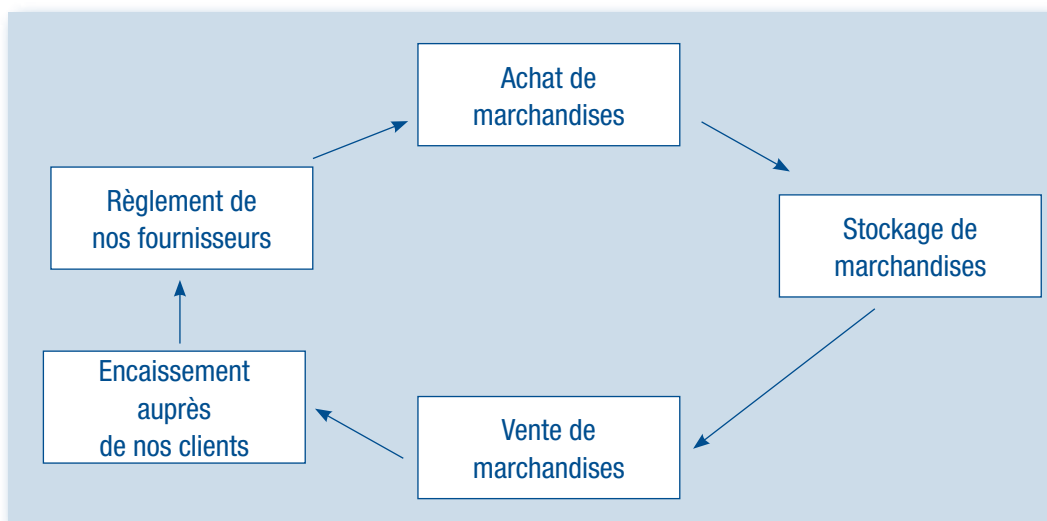 Achat de
marchandises
Stockage de
marchandises
Vente de
marchandises
Encaissement
auprès
de nos clients
Règlement de
nos fournisseurs